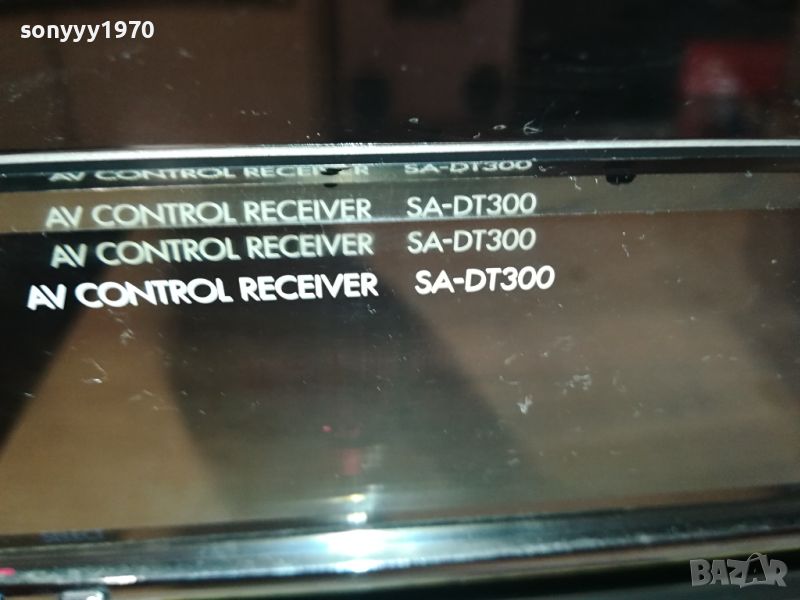 sonyyy1970
AV CONTROL RECEIVER SA-DT300
AV CONTROL RECEIVER SA-DT300
AV CONTROL RECEIVER SA-DT300
AV CONTROL RECEIVER SA-DT300
BAZAR